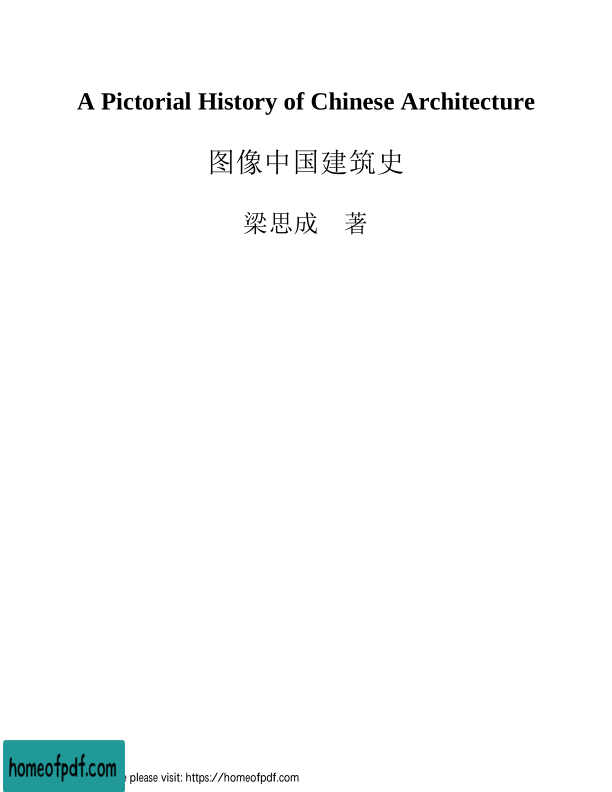 A Pictorial History of Chinese Architecture
图像中国建筑史
梁思成　著
homeofpdf.com
please visit: https://homeofpdf.com